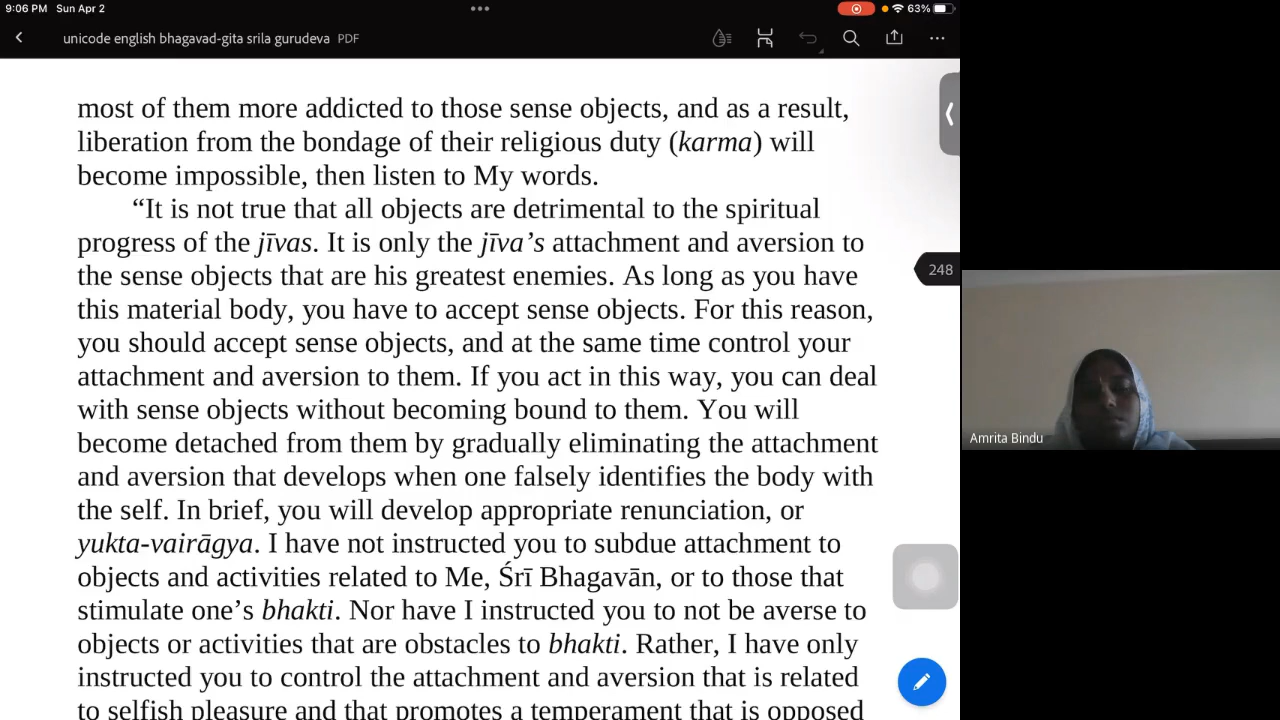 9:06 PM Sun Apr 2
63%
unicode english bhagavad-gita srila gurudeva PDF
most of them more addicted to those sense objects, and as a result,
liberation from the bondage of their religious duty (karma) will
become impossible, then listen to My words.
“It is not true that all objects are detrimental to the spiritual
progress of the jīvas. It is only the jīva’s attachment and aversion to
the sense objects that are his greatest enemies. As long as you have
this material body, you have to accept sense objects. For this reason,
you should accept sense objects, and at the same time control your
attachment and aversion to them. If you act in this way, you can deal
with sense objects without becoming bound to them. You will
become detached from them by gradually eliminating the attachment
and aversion that develops when one falsely identifies the body with
the self. In brief, you will develop appropriate renunciation, or
yukta-vairāgya. I have not instructed you to subdue attachment to
objects and activities related to Me, Śrī Bhagavān, or to those that
stimulate one’s bhakti. Nor have I instructed you to not be averse to
objects or activities that are obstacles to bhakti. Rather, I have only
instructed you to control the attachment and aversion that is related
to selfish pleasure and that promotes a temperament that is opposed
248
Amrita Bindu